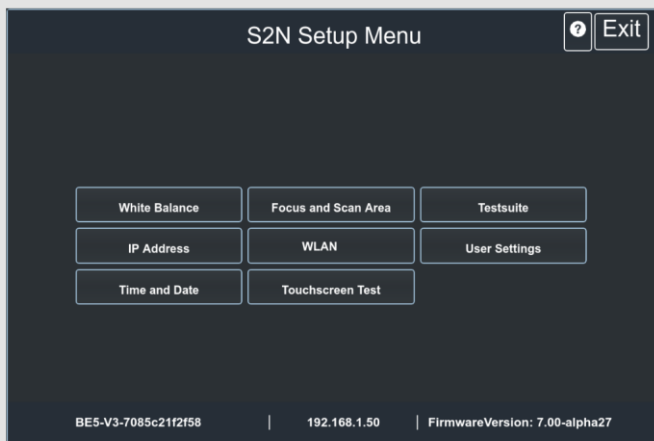 S2N Setup Menu ? Exit
White Balance Focus and Scan Area Testsuite
IP Address WLAN User Settings
Time and Date Touchscreen Test
BE5-V3-7085c21f2f58 | 192.168.1.50 | FirmwareVersion: 7.00-alpha27